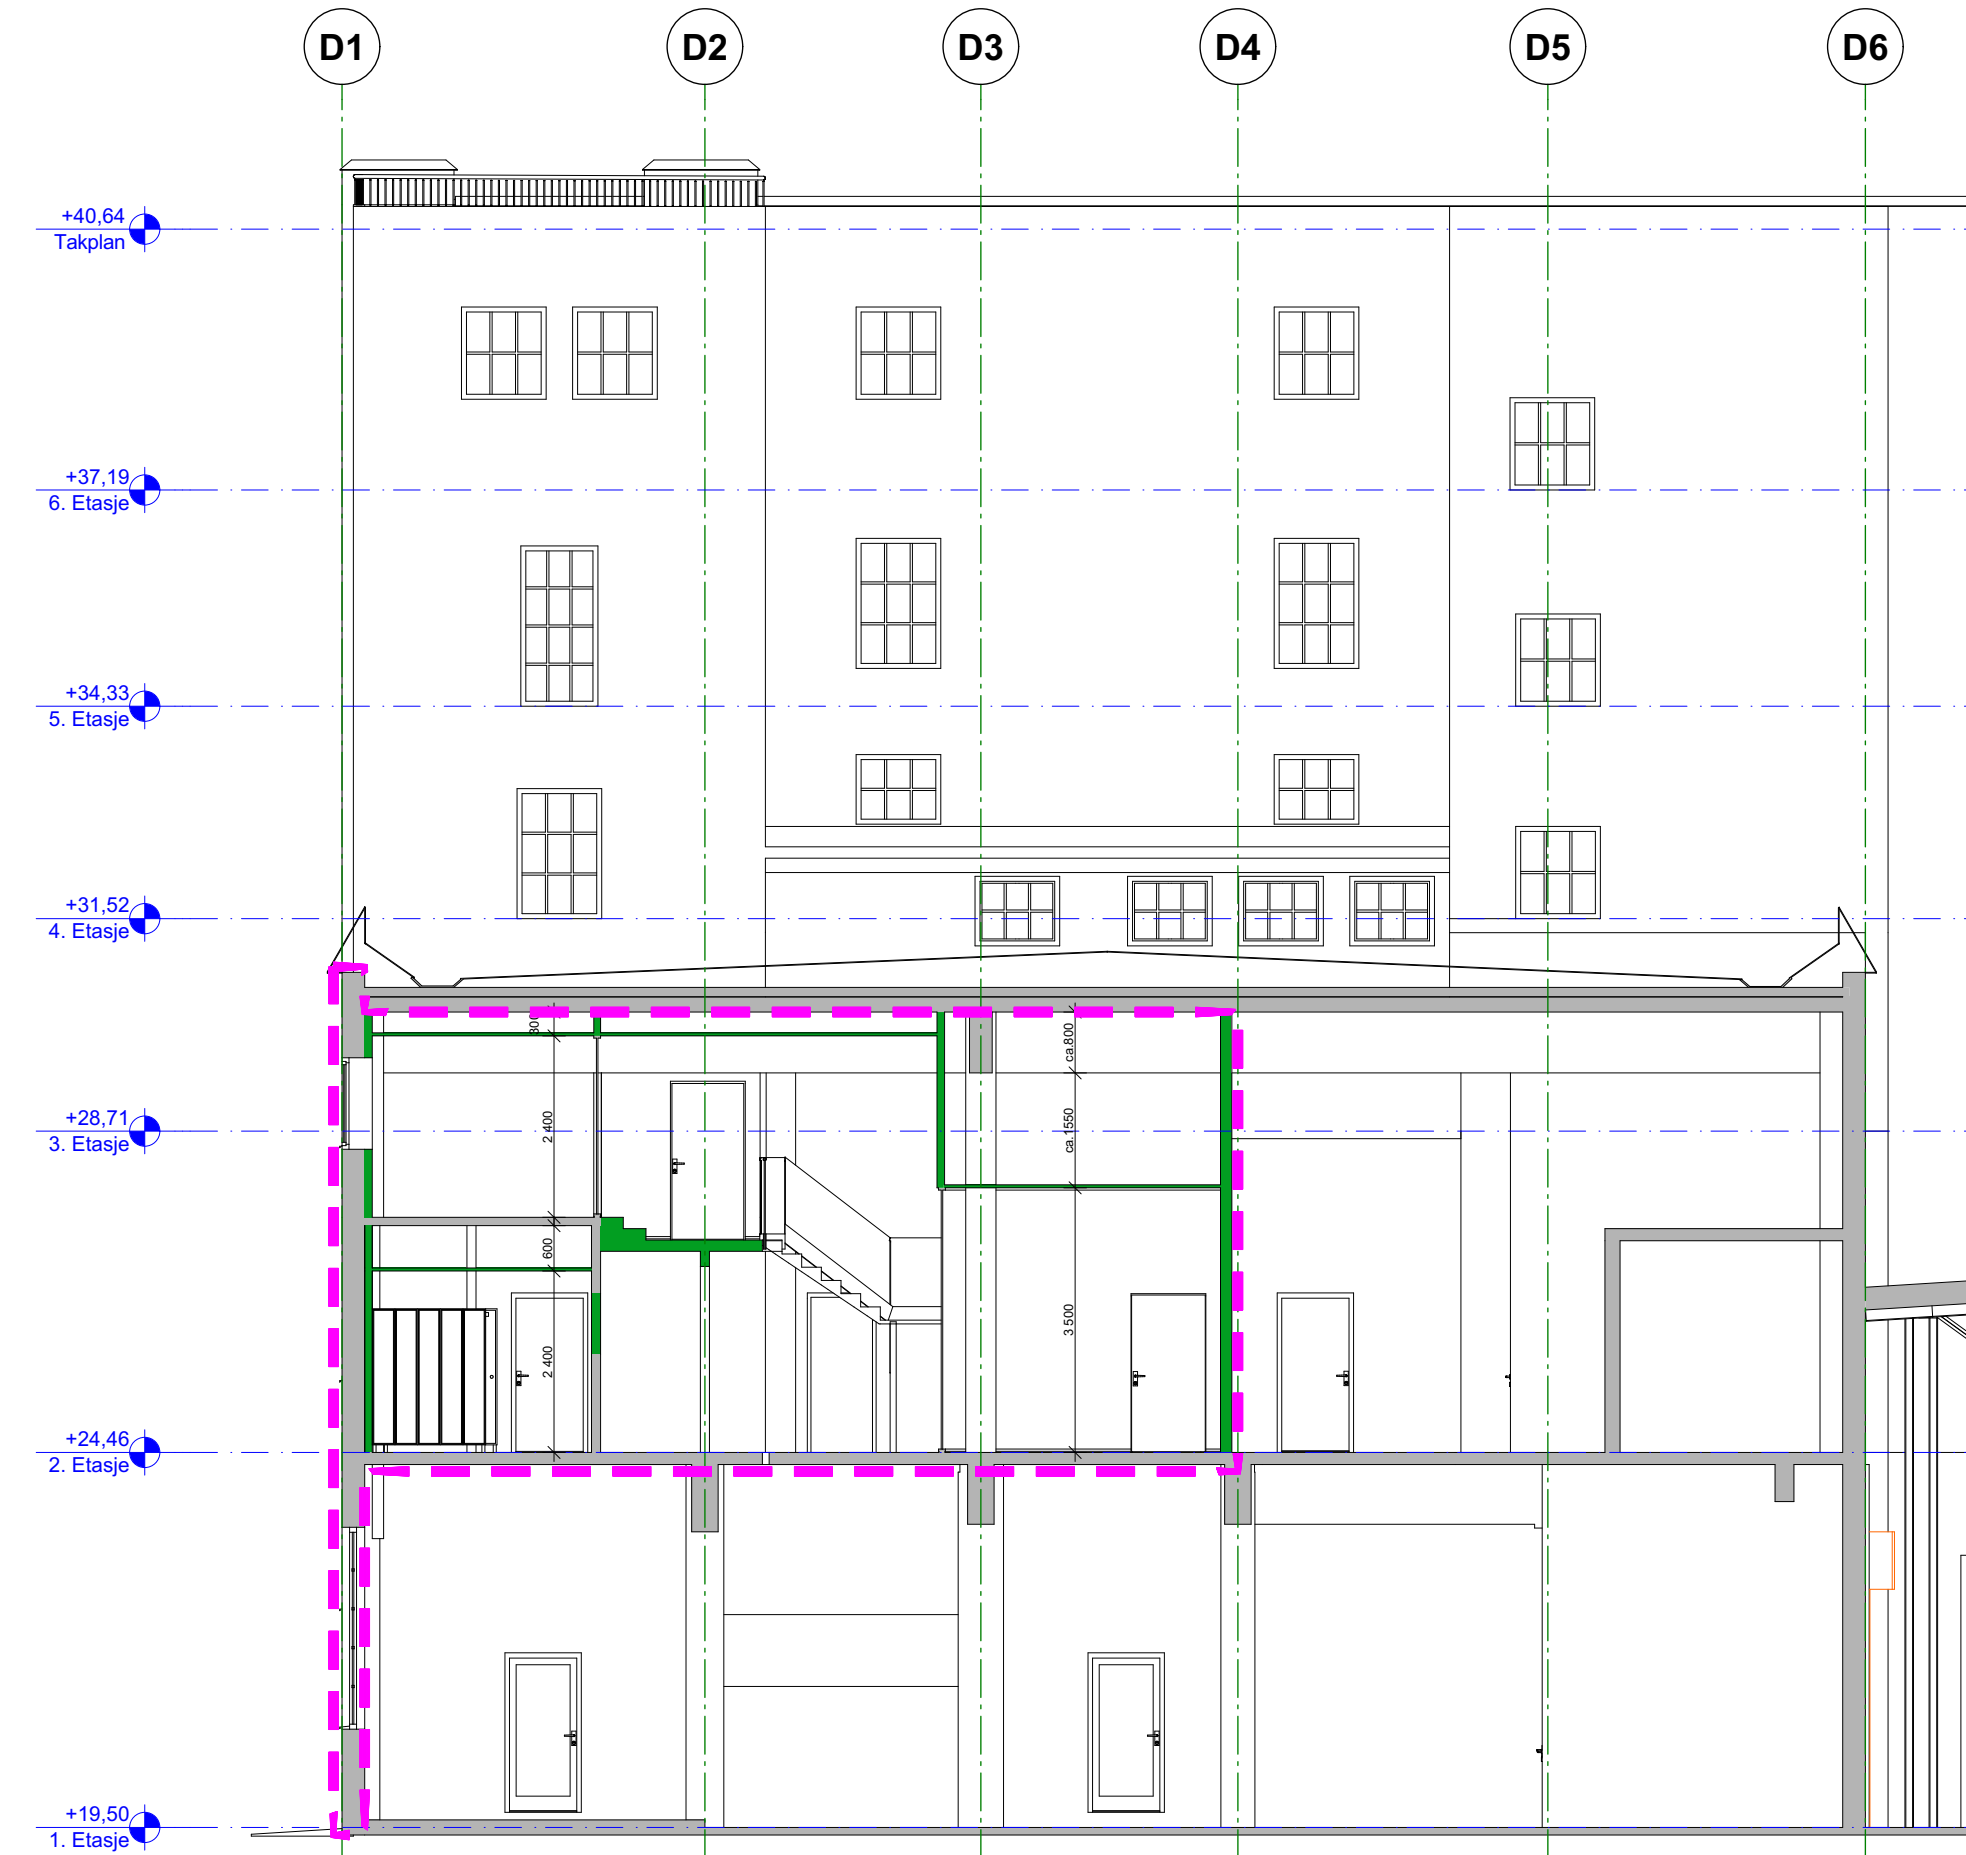 D1 D2 D3 D4 D5 D6
+40,64
Takplan
+37,19
6. Etasje
+34,33
5. Etasje
+31,52
4. Etasje
300
ca.800
+28,71
3. Etasje
2 400
ca.1550
600
3 500
2 400
+24,46
2. Etasje
+19,50
1. Etasje